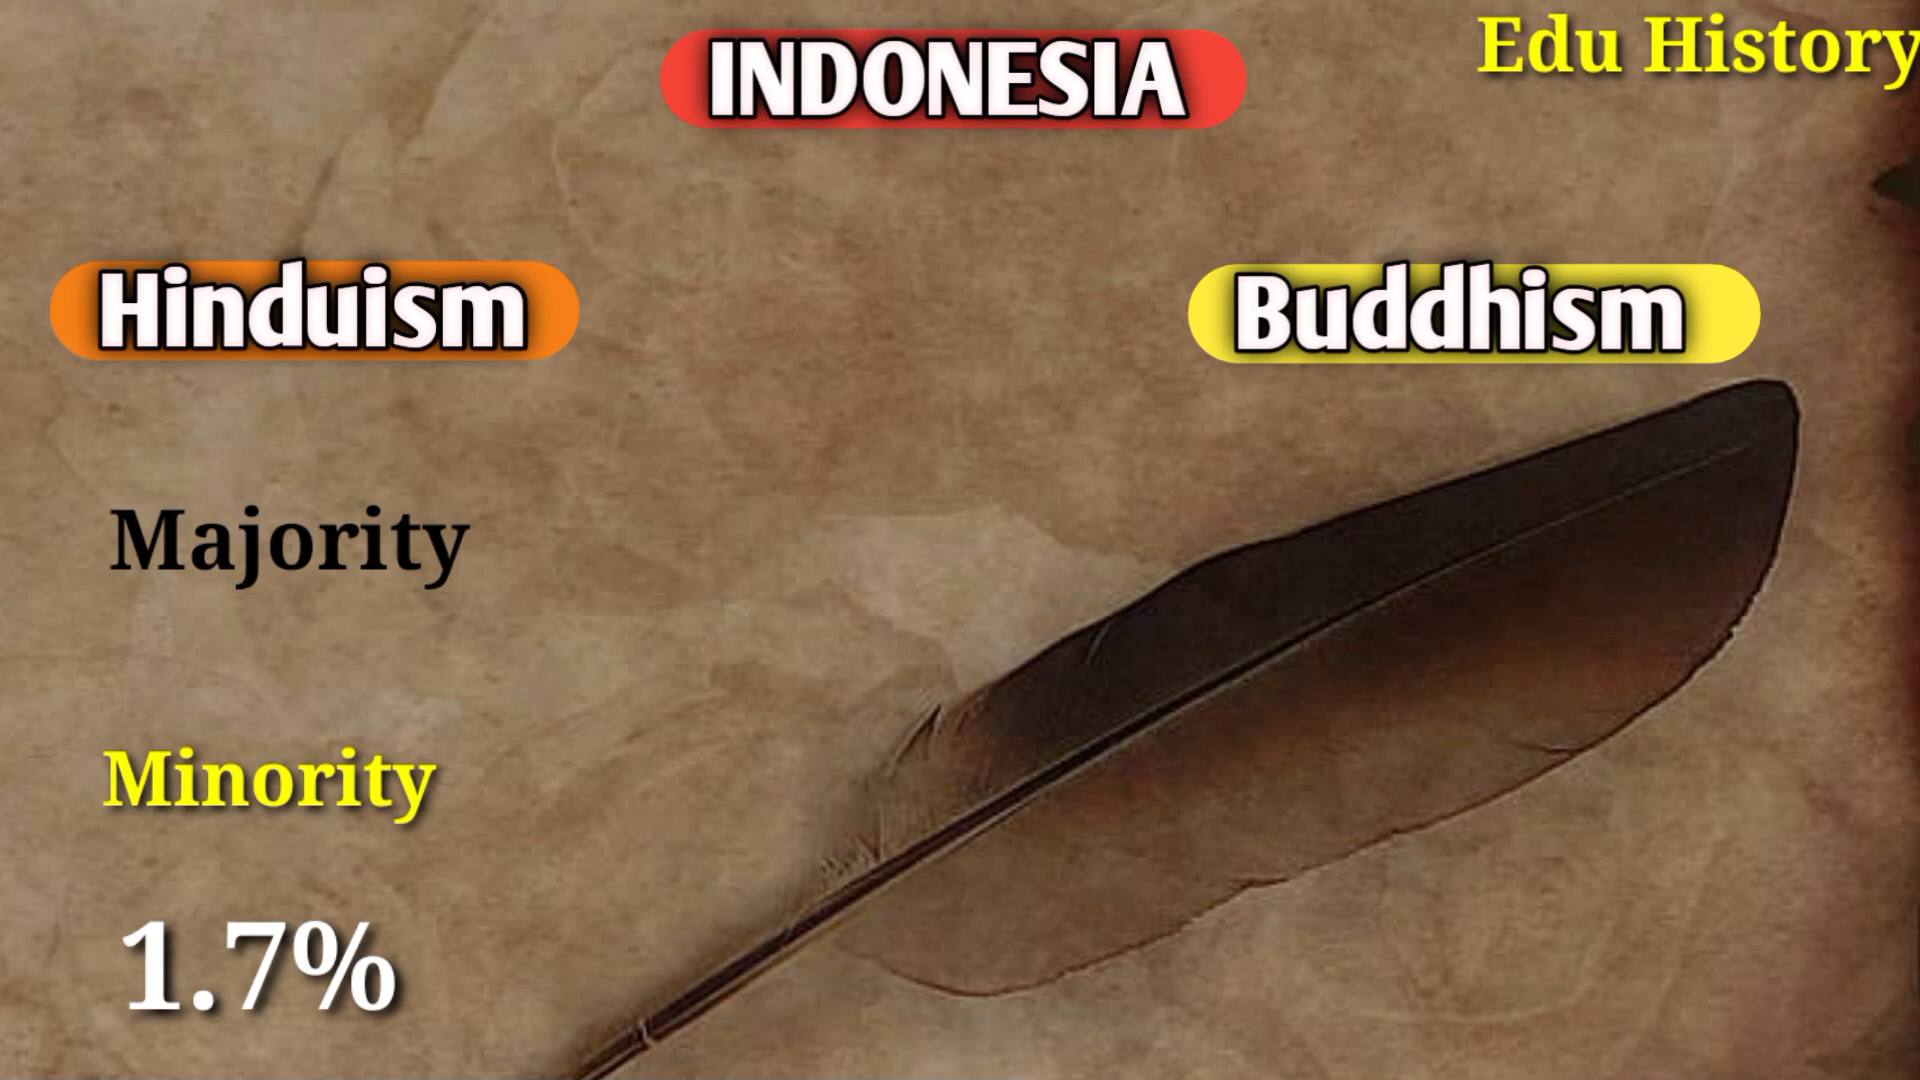 INDONESIA
Edu History
Hinduism
Buddhism
Majority
Minority
1.7%